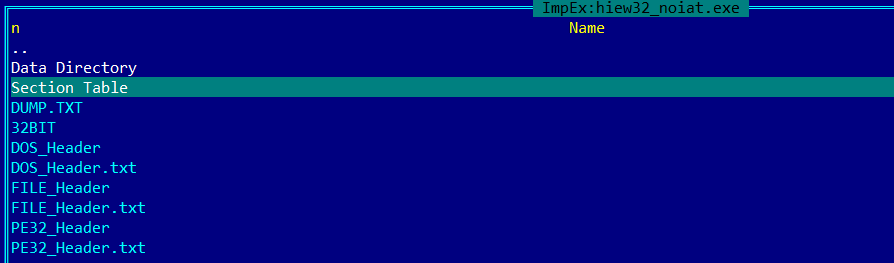 ImpEx:hiew32_noiat.exe
n Name
..
Data Directory
Section Table
DUMP.TXT
32BIT
DOS_Header
DOS_Header.txt
FILE_Header
FILE_Header.txt
PE32_Header
PE32_Header.txt